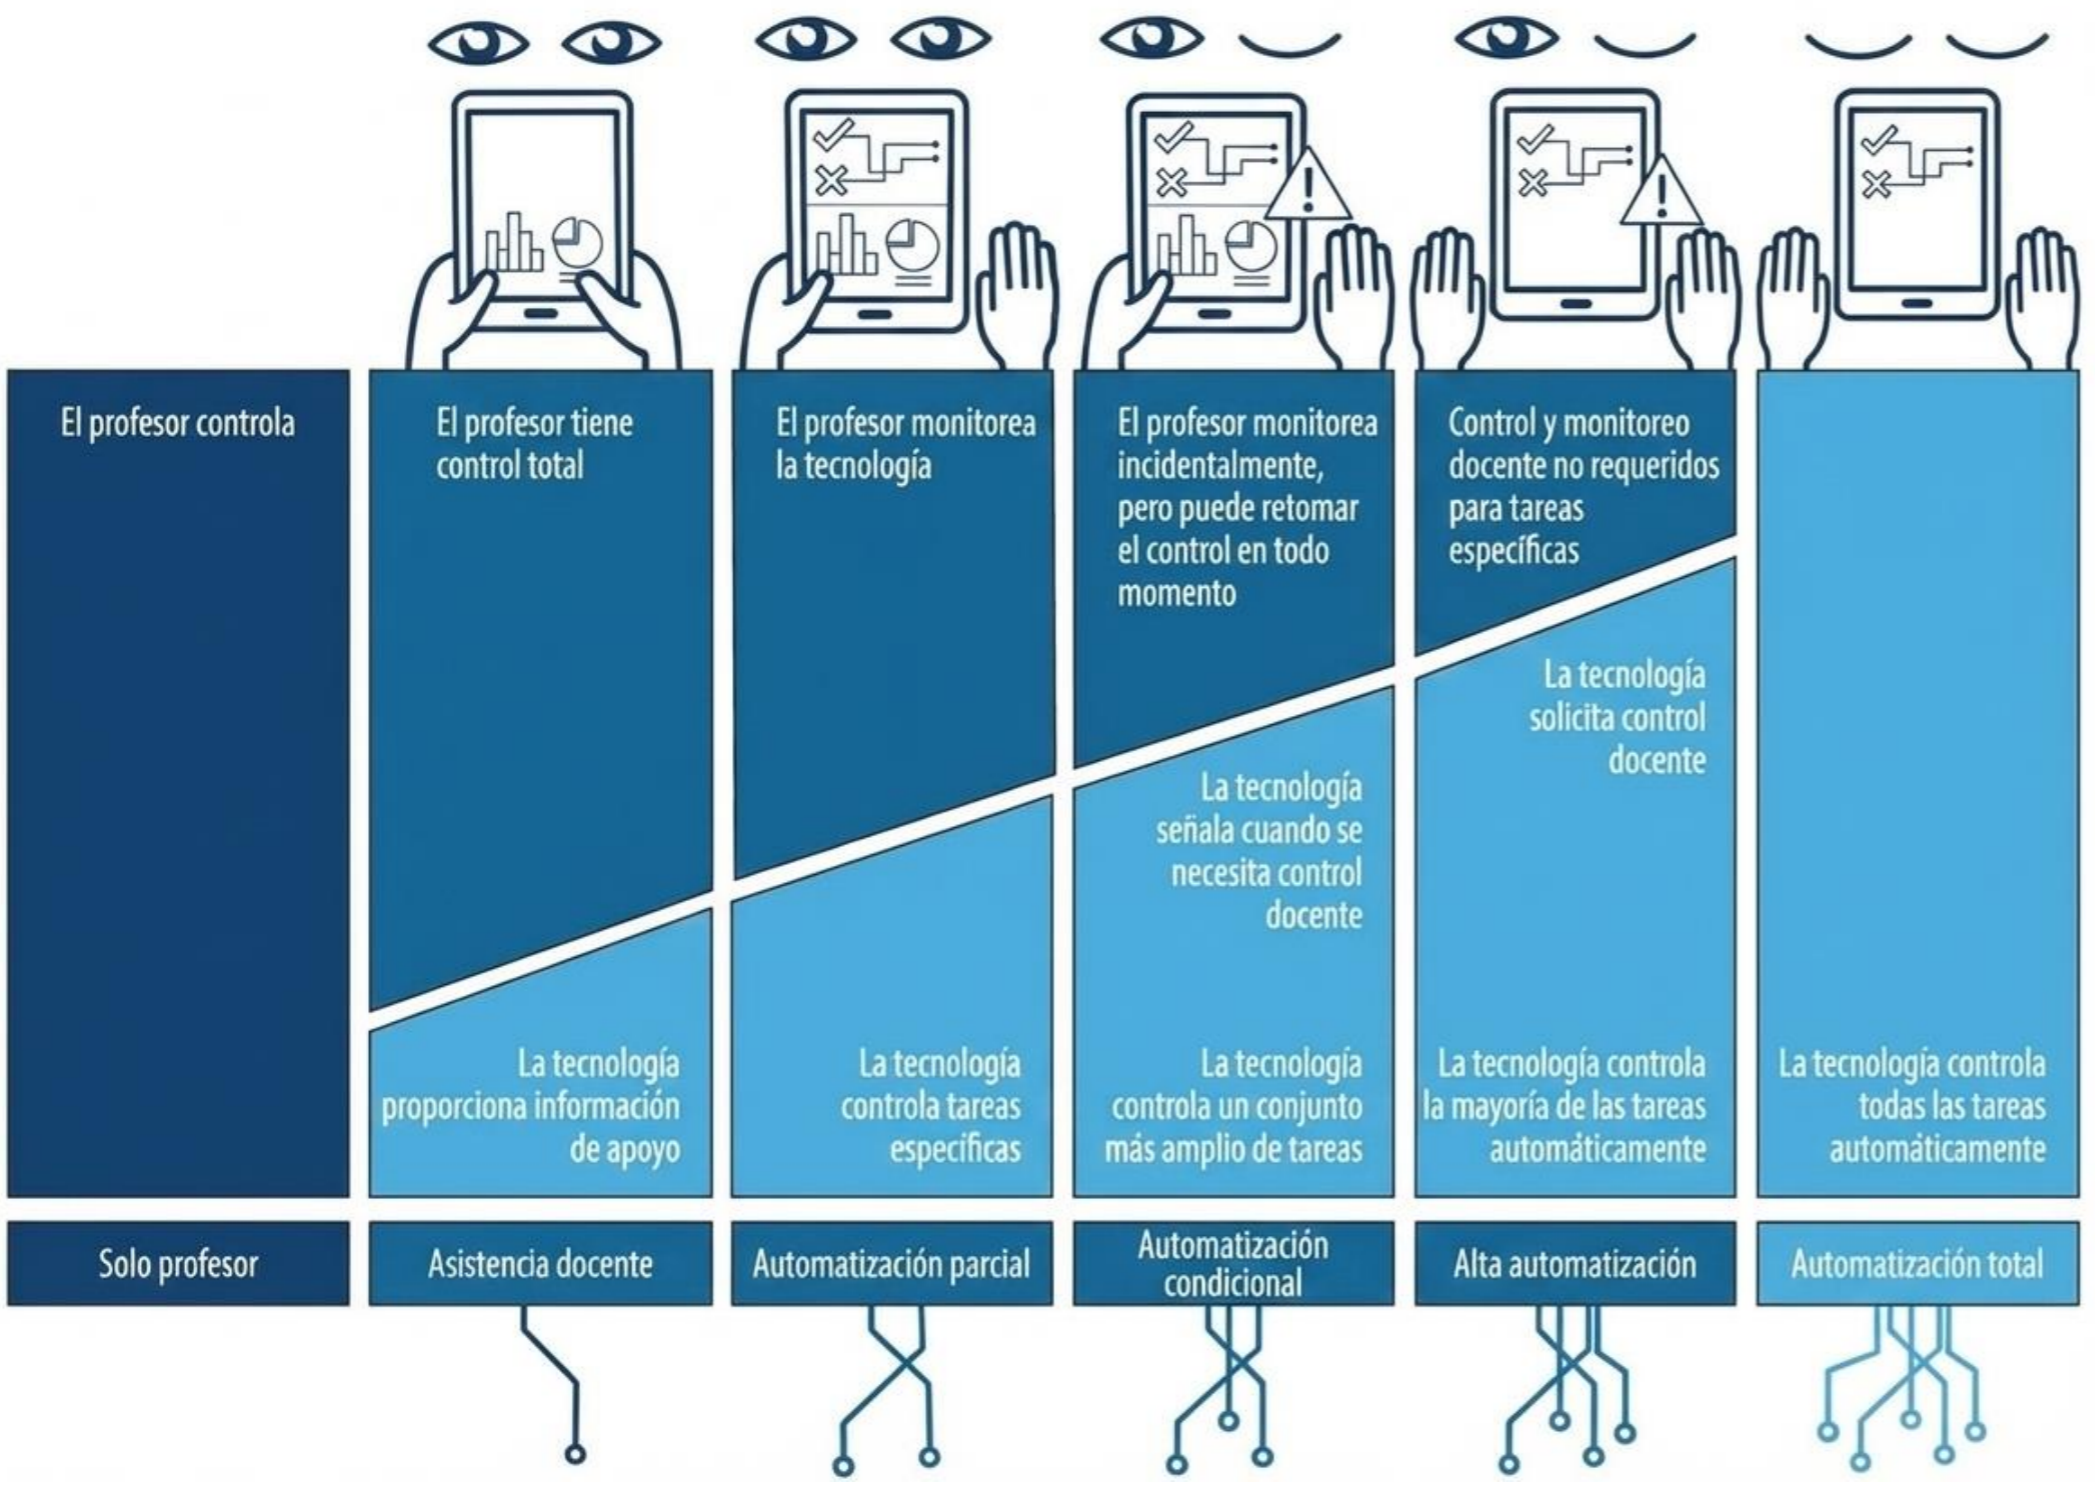 El profesor controla
El profesor tiene
control total
El profesor monitorea
la tecnología
El profesor monitorea
incidentalmente,
pero puede retomar
el control en todo
momento
Control y monitoreo
docente no requeridos
para tareas
específicas
La tecnología
proporciona información
de apoyo
La tecnología
controla tareas
específicas
La tecnología
señala cuando se
necesita control
docente
La tecnología
controla un conjunto
más amplio de tareas
La tecnología
solicita control
docente
La tecnología controla
la mayoría de las tareas
automáticamente
La tecnología controla
todas las tareas
automáticamente
Solo profesor
Asistencia docente
Automatización parcial
Automatización
condicional
Alta automatización
Automatización total